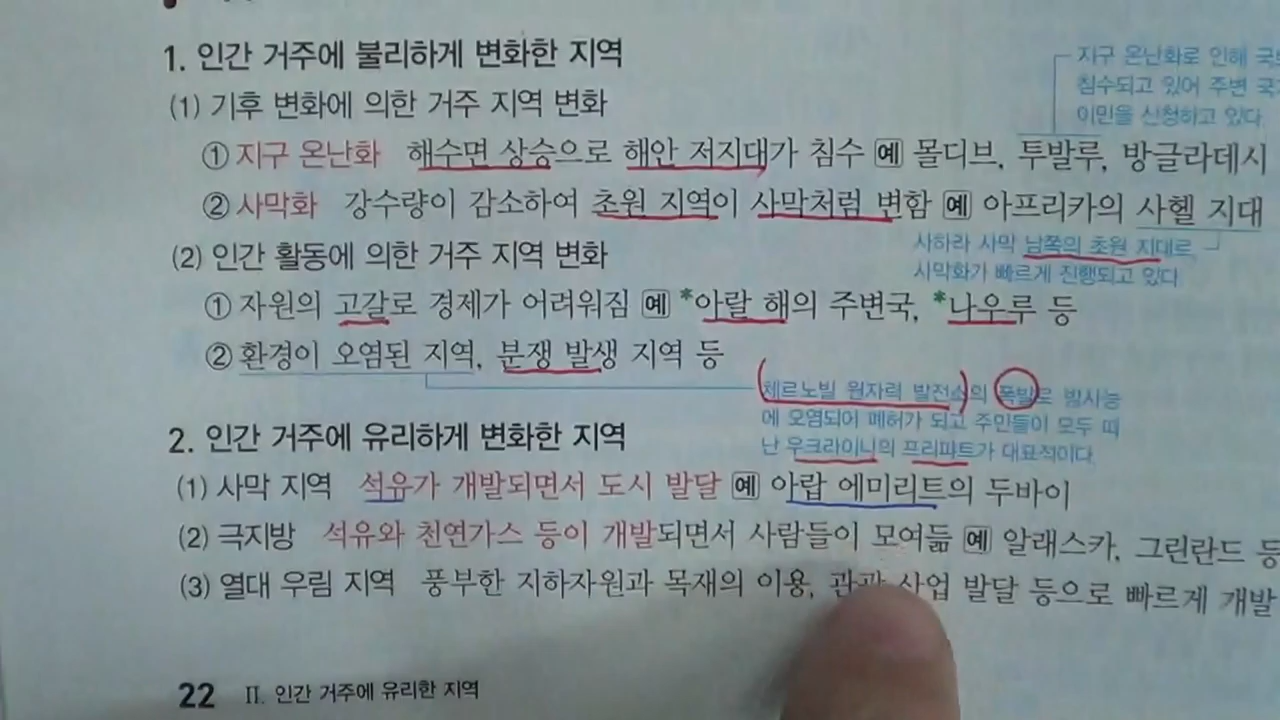 1. 인간 거주에 불리하게 변화한 지역
지구 온난화로 인해
침수되고 있어 주변
이민을 신청하고 있다.
(1) 기후 변화에 의한 거주 지역 변화
① 지구 온난화 해수면 상승으로 해안 저지대가 침수 예 몰디브, 투발루, 방글라데시
② 사막화 강수량이 감소하여 초원 지역이 사막처럼 변함 예 아프리카의 사헬 지대
사하라 사막 남쪽의 초원 지대로,
사막화가 빠르게 진행되고 있다.
(2) 인간 활동에 의한 거주 지역 변화
① 자원의 고갈로 경제가 어려워짐 예 *아랄 해의 주변국, *나우루 등
② 환경이 오염된 지역, 분쟁 발생 지역 등
체르노빌 원자력 발전소의 폭발로 방사능
에 오염되어 폐허가 되고 주민들이 모두 떠
난 우크라이나의 프리파트가 대표적이다.
2. 인간 거주에 유리하게 변화한 지역
(1) 사막 지역 석유가 개발되면서 도시 발달 예 아랍 에미리트의 두바이
(2) 극지방 석유와 천연가스 등이 개발되면서 사람들이 모여듦 예 알래스카, 그린란드 등
(3) 열대 우림 지역 풍부한 지하자원과 목재의 이용, 관광 산업 발달 등으로 빠르게 개발
22 II. 인간 거주에 유리한 지역